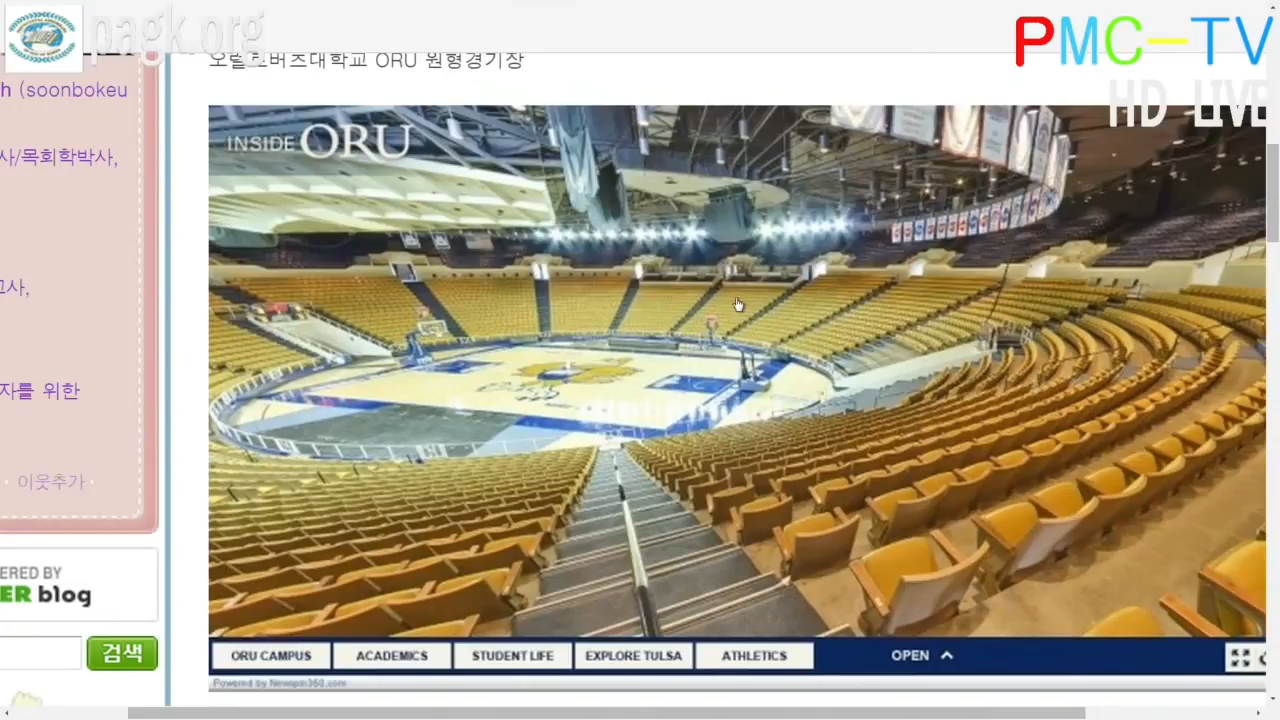 pagk.org
PMC-TV
HD LIVE
오럴로버츠대학교 ORU 원형경기장
h (soonbokeu
사/목회학박사,
고사,
자를 위한
이웃추가
ERED BY
ER blog
검색
INSIDE ORU
ORU CAMPUS
ACADEMICS
STUDENT LIFE
EXPLORE TULSA
ATHLETICS
OPEN
Powered by Newspin360.com